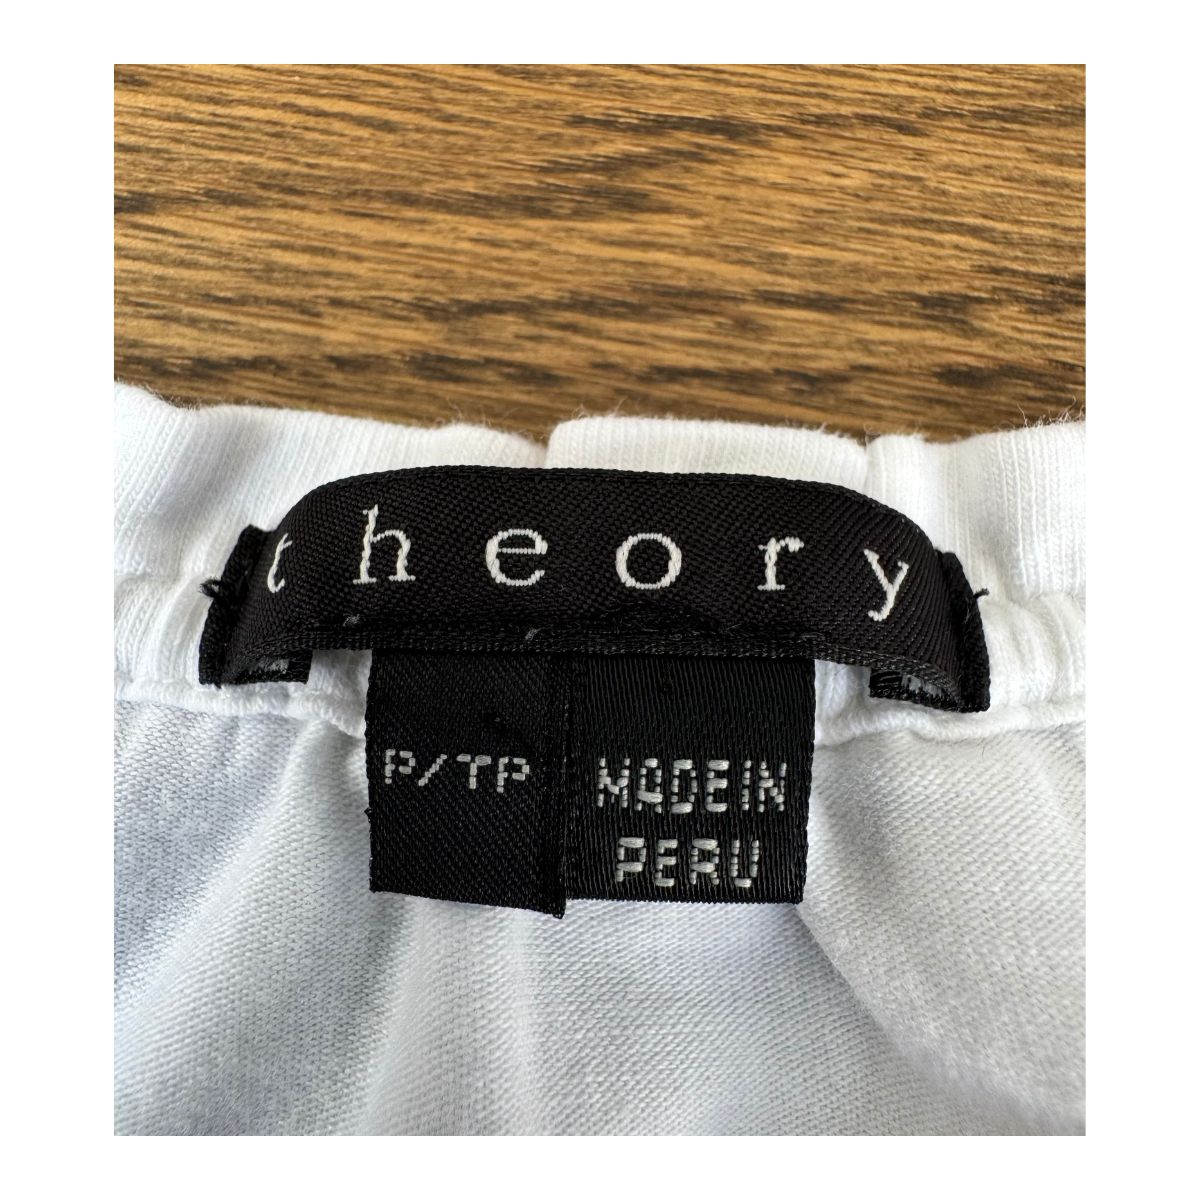 theory
P/TP
MADE IN
PERU